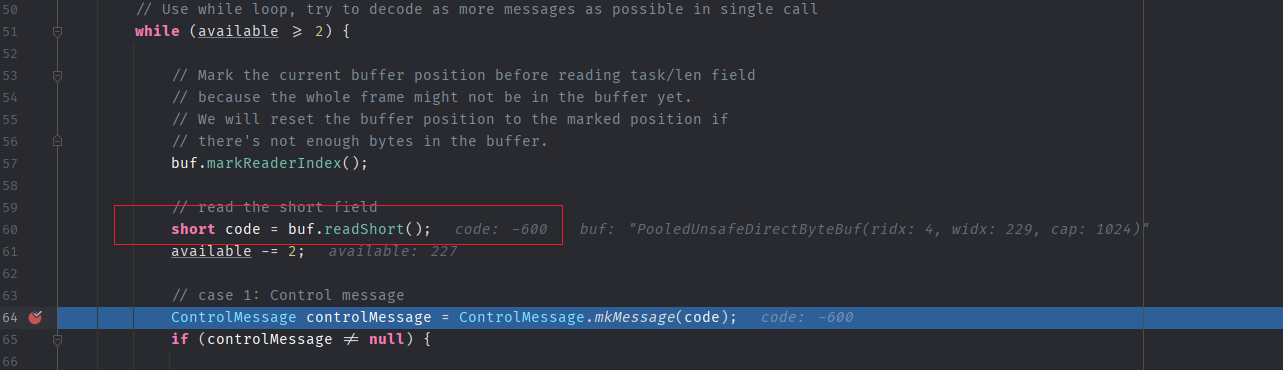 50 // Use while loop, try to decode as more messages as possible in single call
51 while (available >= 2) {
52
53 // Mark the current buffer position before reading task/len field
54 // because the whole frame might not be in the buffer yet.
55 // We will reset the buffer position to the marked position if
56 // there's not enough bytes in the buffer.
57 buf.markReaderIndex();
58
59 // read the short field
60 short code = buf.readShort(); code: -600 buf: "PooledUnsafeDirectByteBuf(ridx: 4, widx: 229, cap: 1024)"
61 available -= 2; available: 227
62
63 // case 1: Control message
64 ControlMessage controlMessage = ControlMessage.mkMessage(code); code: -600
65 if (controlMessage != null) {
66